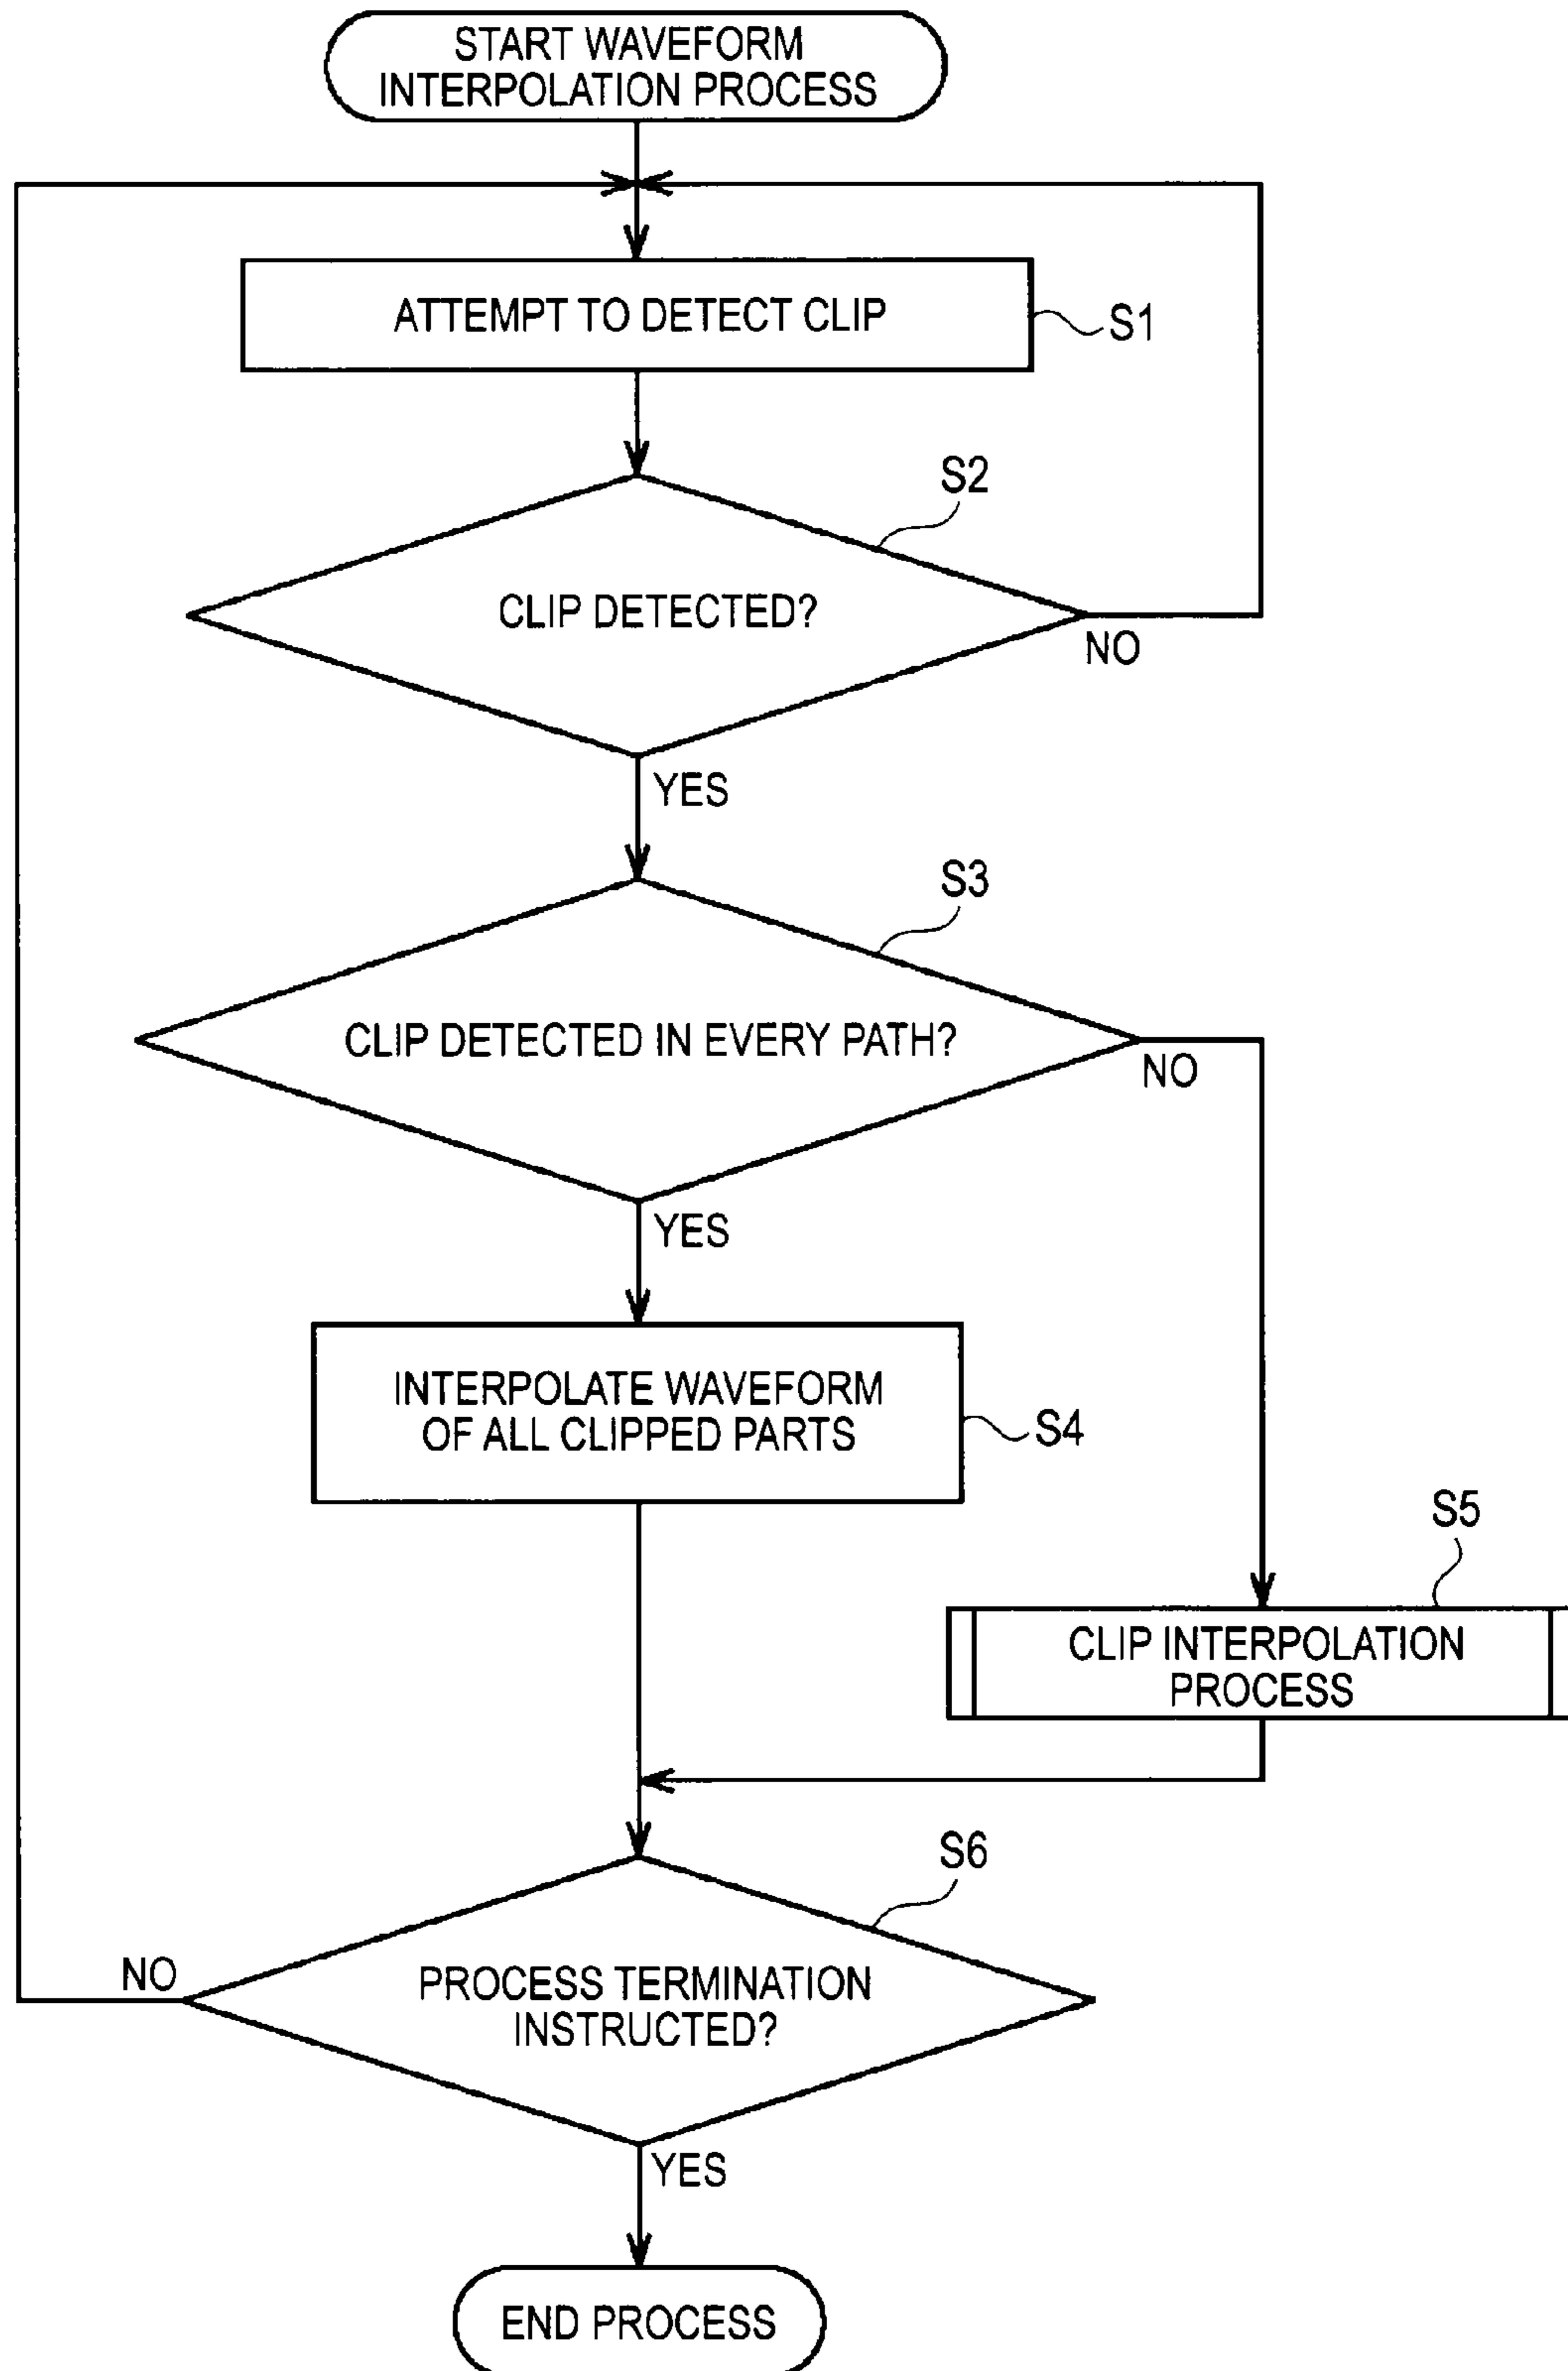 START WAVEFORM
INTERPOLATION PROCESS
ATTEMPT TO DETECT CLIP
S1
S2
CLIP DETECTED?
NO
YES
S3
CLIP DETECTED IN EVERY PATH?
NO
YES
INTERPOLATE WAVEFORM
OF ALL CLIPPED PARTS
S4
S5
CLIP INTERPOLATION
PROCESS
S6
NO
PROCESS TERMINATION
INSTRUCTED?
YES
END PROCESS